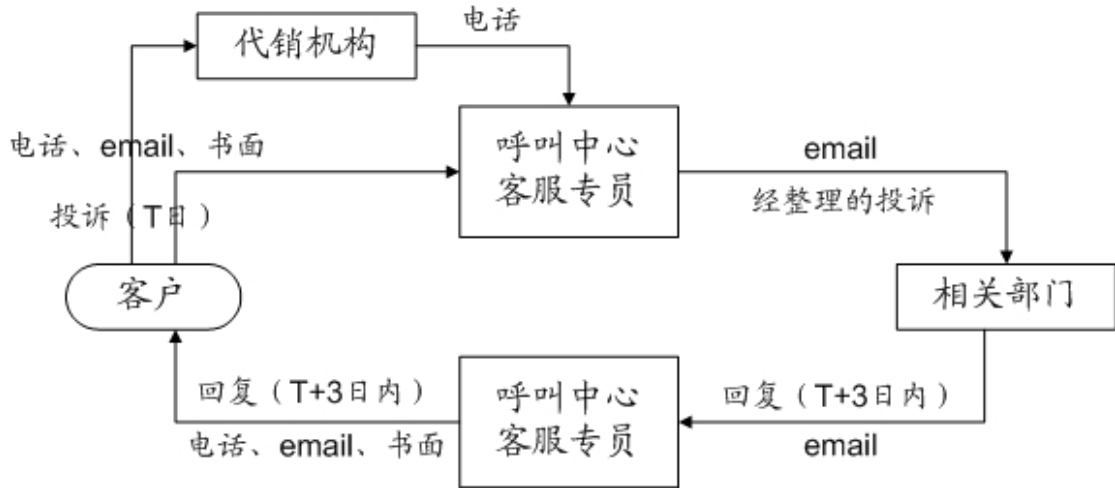 电话
代销机构
呼叫中心
客服专员
电话、email、书面
email
经整理的投诉
投诉（T日）
客户
相关部门
回复（T+3日内）
电话、email、书面
呼叫中心
客服专员
回复（T+3日内）
email